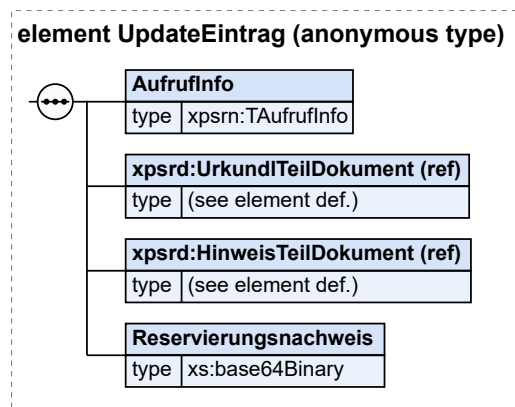 element UpdateEintrag (anonymous type)
AufrufInfo
type xpsrn:TAufrufInfo
xpsrd:UrkundlTeilDokument (ref)
type (see element def.)
xpsrd:HinweisTeilDokument (ref)
type (see element def.)
Reservierungsnachweis
type xs:base64Binary